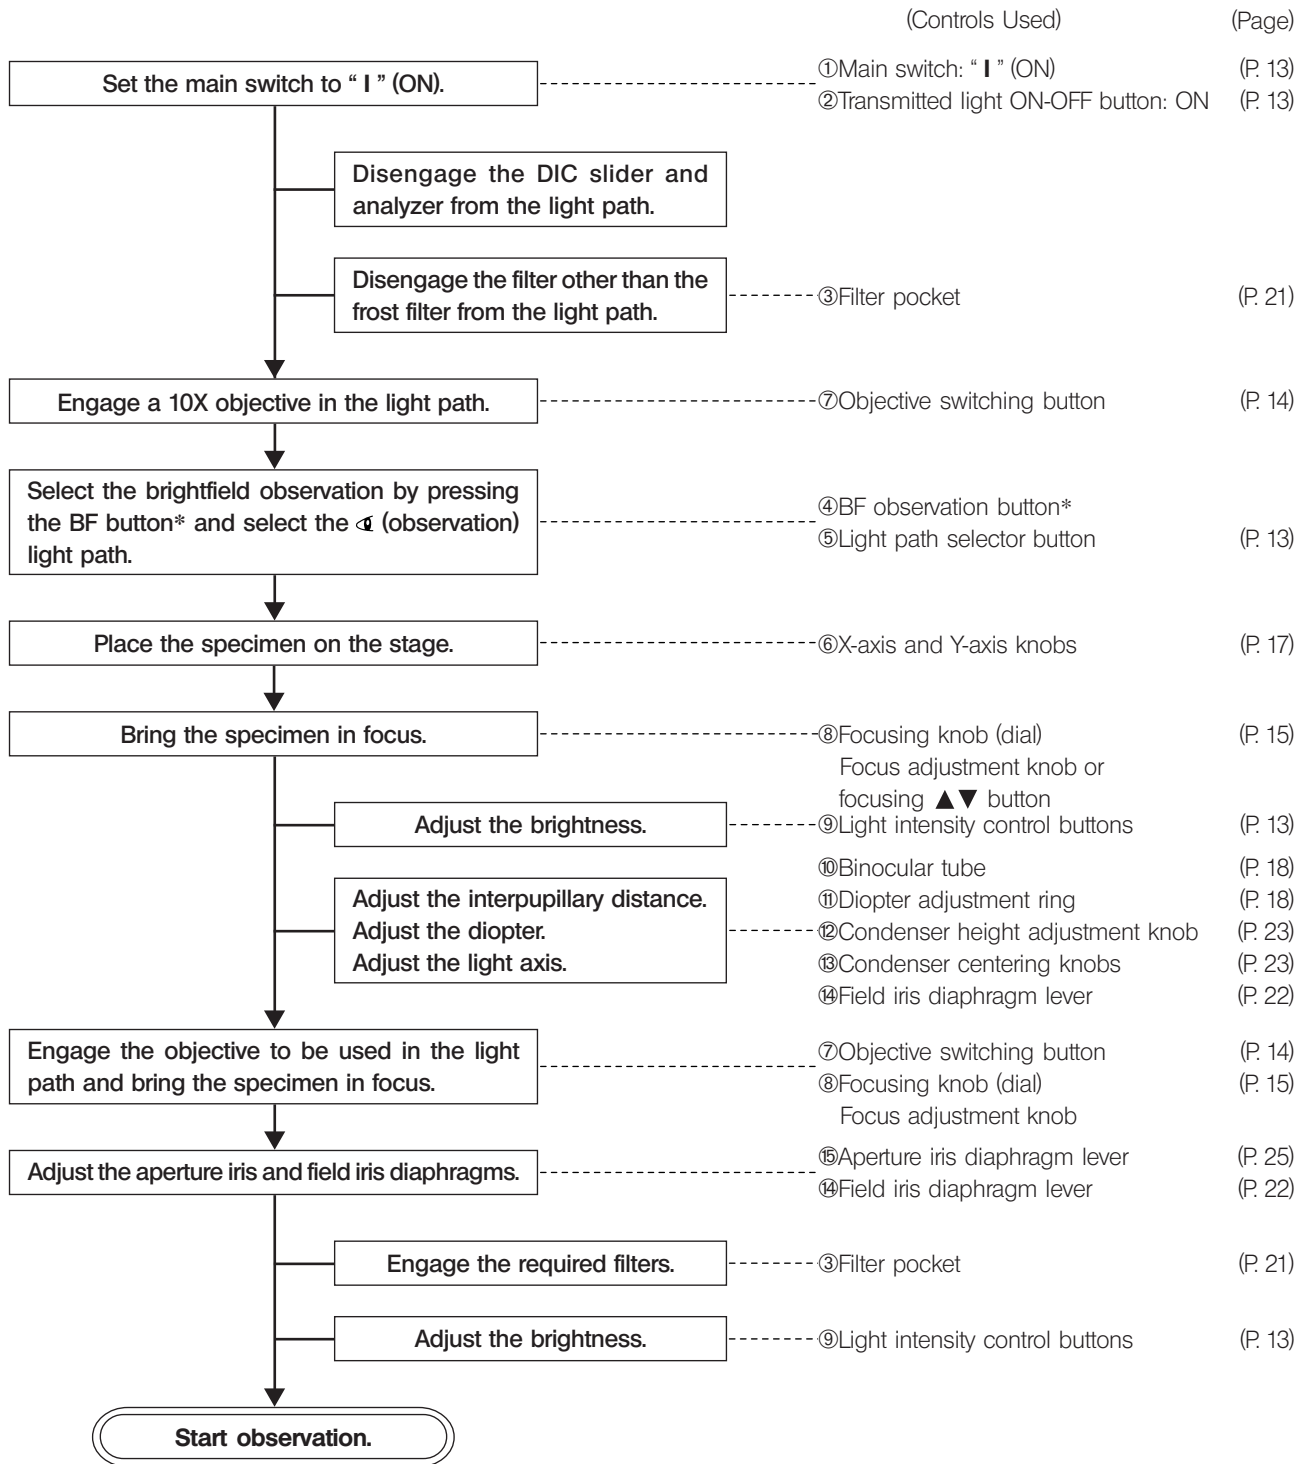 (Controls Used) (Page)
Set the main switch to “ I ” (ON).
①Main switch: “ I ” (ON) (P. 13)
②Transmitted light ON-OFF button: ON (P. 13)
Disengage the DIC slider and
analyzer from the light path.
Disengage the filter other than the
frost filter from the light path.
③Filter pocket (P. 21)
Engage a 10X objective in the light path.
⑦Objective switching button (P. 14)
Select the brightfield observation by pressing
the BF button* and select the (observation)
light path.
④BF observation button*
⑤Light path selector button (P. 13)
Place the specimen on the stage.
⑥X-axis and Y-axis knobs (P. 17)
Bring the specimen in focus.
⑧Focusing knob (dial) (P. 15)
Focus adjustment knob or
focusing ▲▼ button
Adjust the brightness.
⑨Light intensity control buttons (P. 13)
Adjust the interpupillary distance.
Adjust the diopter.
Adjust the light axis.
⑩Binocular tube (P. 18)
⑪Diopter adjustment ring (P. 18)
⑫Condenser height adjustment knob (P. 23)
⑬Condenser centering knobs (P. 23)
⑭Field iris diaphragm lever (P. 22)
Engage the objective to be used in the light
path and bring the specimen in focus.
⑦Objective switching button (P. 14)
⑧Focusing knob (dial) (P. 15)
Focus adjustment knob
Adjust the aperture iris and field iris diaphragms.
⑮Aperture iris diaphragm lever (P. 25)
⑭Field iris diaphragm lever (P. 22)
Engage the required filters.
③Filter pocket (P. 21)
Adjust the brightness.
⑨Light intensity control buttons (P. 13)
Start observation.